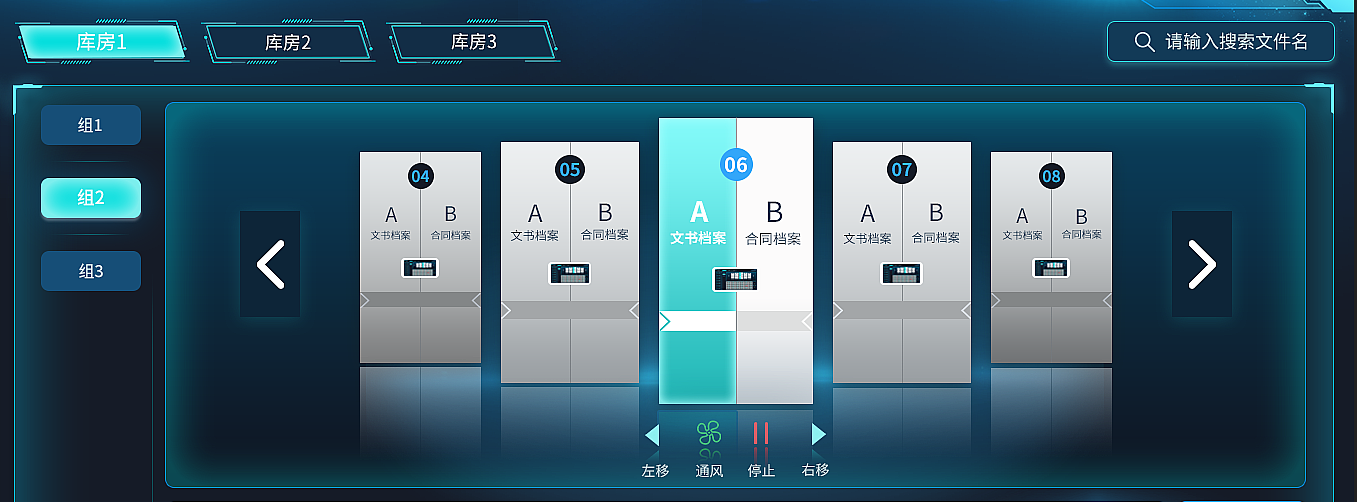 库房1
库房2
库房3
请输入搜索文件名
组1
组2
组3
04
A
B
文书档案
合同档案
05
A
B
文书档案
合同档案
06
A
B
文书档案
合同档案
07
A
B
文书档案
合同档案
08
A
B
文书档案
合同档案
左移
通风
停止
右移